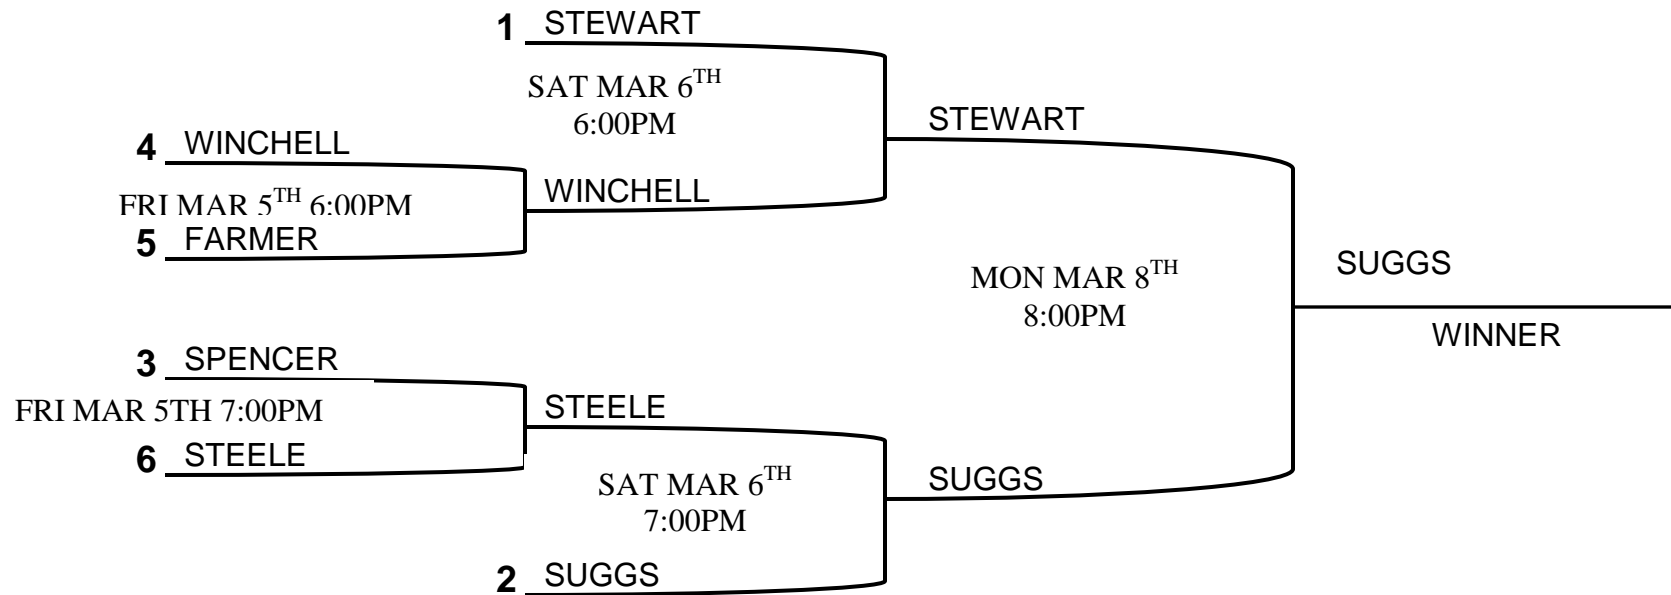 1 STEWART
SAT MAR 6TH
6:00PM
STEWART
4 WINCHELL
WINCHELL
FRI MAR 5TH 6:00PM
5 FARMER
SUGGS
MON MAR 8TH
8:00PM
WINNER
3 SPENCER
FRI MAR 5TH 7:00PM
STEELE
6 STEELE
SAT MAR 6TH
7:00PM
SUGGS
2 SUGGS